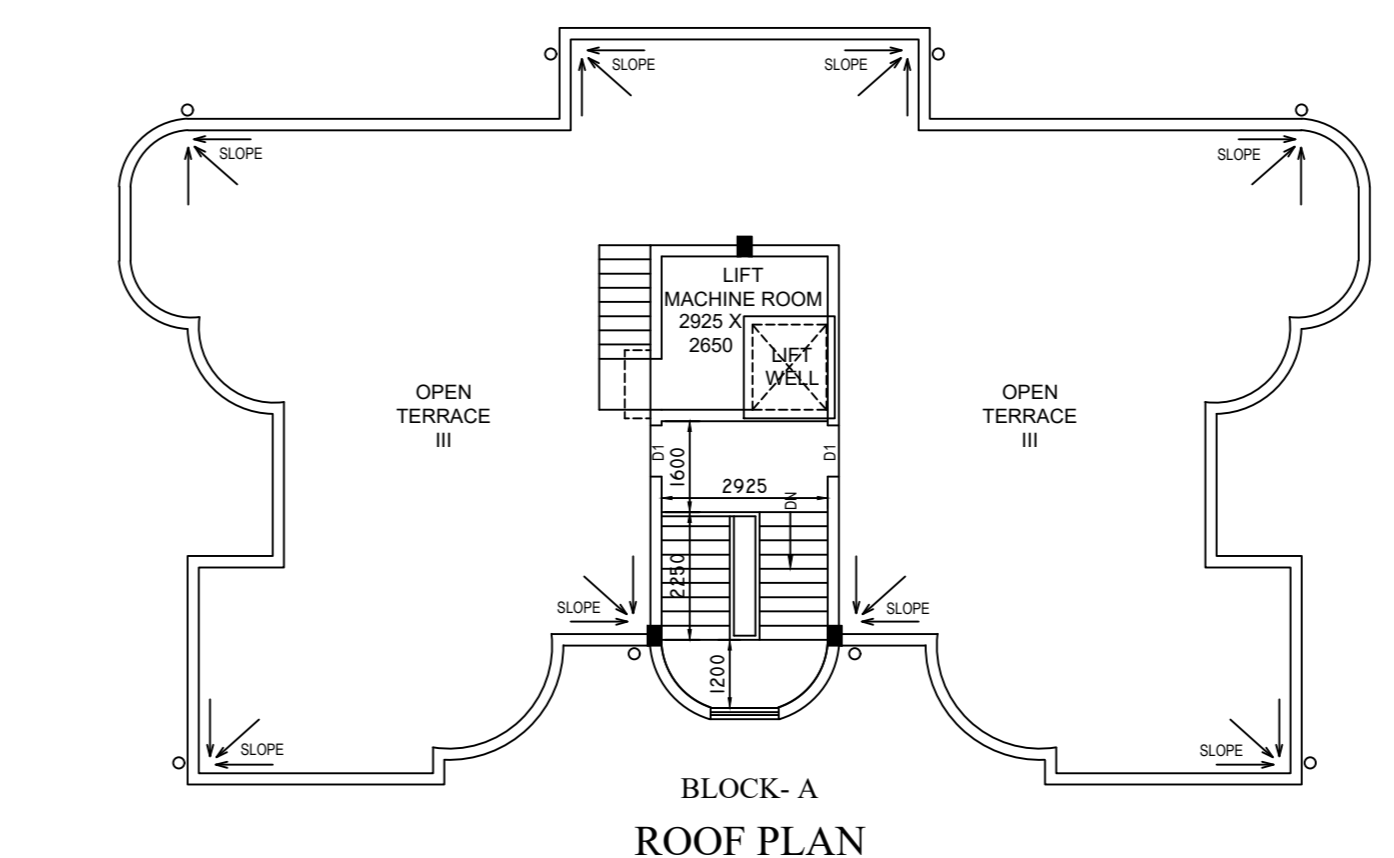 SLOPE
SLOPE
SLOPE
SLOPE
LIFT
MACHINE ROOM
2925 X
2650
LIFT
WELL
OPEN
TERRACE
III
OPEN
TERRACE
III
D1
D1
1600
2925
DN
2250
SLOPE
SLOPE
1200
SLOPE
SLOPE
BLOCK- A
ROOF PLAN